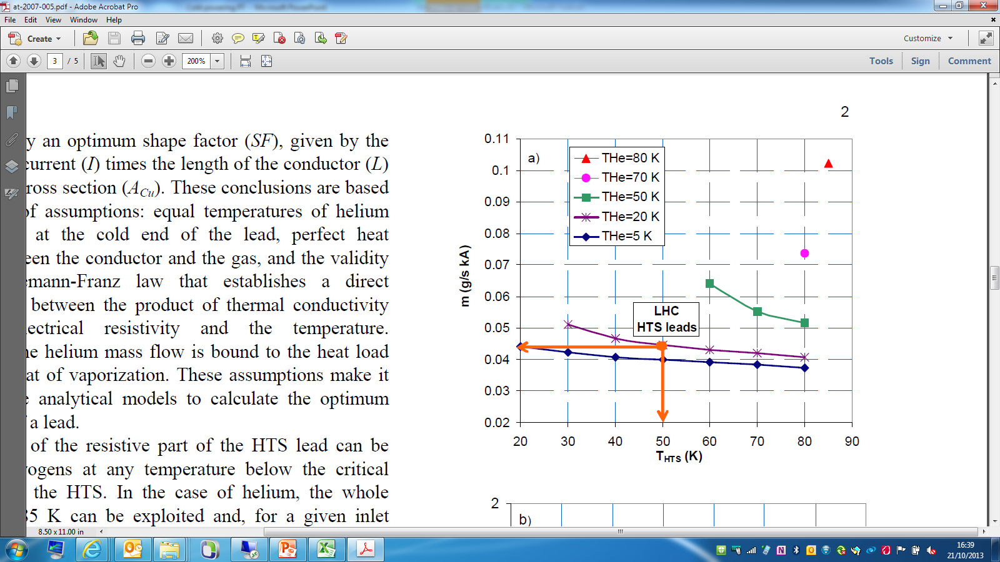 at-2007-005.pdf - Adobe Acrobat Pro
File Edit View Window Help
Create
Customize
3 / 5
200%
Tools Sign Comment
2
y an optimum shape factor (SF), given by the
current (I) times the length of the conductor (L)
ross section (ACu). These conclusions are based
of assumptions: equal temperatures of helium
at the cold end of the lead, perfect heat
een the conductor and the gas, and the validity
emann-Franz law that establishes a direct
between the product of thermal conductivity
lectrical resistivity and the temperature.
he helium mass flow is bound to the heat load
at of vaporization. These assumptions make it
e analytical models to calculate the optimum
f a lead.
of the resistive part of the HTS lead can be
yogens at any temperature below the critical
the HTS. In the case of helium, the whole
85 K can be exploited and, for a given inlet
a)
THe=80 K
THe=70 K
THe=50 K
THe=20 K
THe=5 K
LHC
HTS leads
m (g/s kA)
0.11
0.1
0.09
0.08
0.07
0.06
0.05
0.04
0.03
0.02
20 30 40 50 60 70 80 90
THTS (K)
2
b)
8.50 x 11.00 in
16:39
21/10/2013